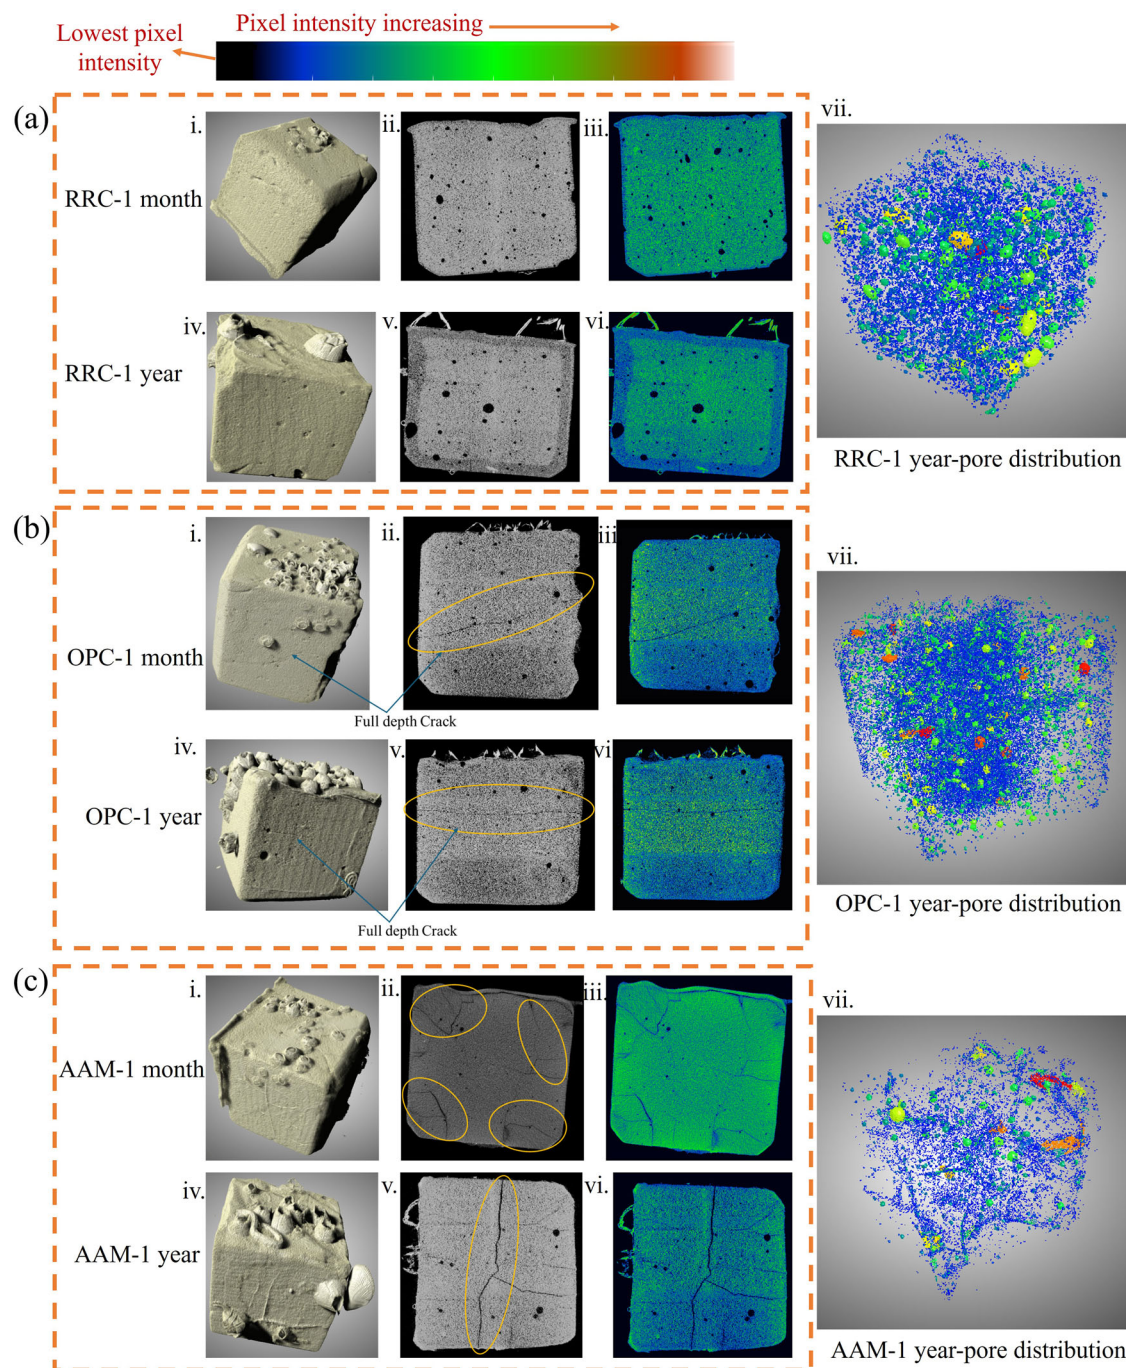 Pixel intensity increasing
Lowest pixel
intensity
(a)
i.
ii.
iii.
vii.
RRC-1 month
iv.
v.
vi.
RRC-1 year
RRC-1 year-pore distribution
(b)
i.
ii.
iii
vii.
OPC-1 month
Full depth Crack
iv.
v.
vi
OPC-1 year
OPC-1 year-pore distribution
Full depth Crack
(c)
i.
ii.
iii.
vii.
AAM-1 month
iv.
v.
vi.
AAM-1 year
AAM-1 year-pore distribution